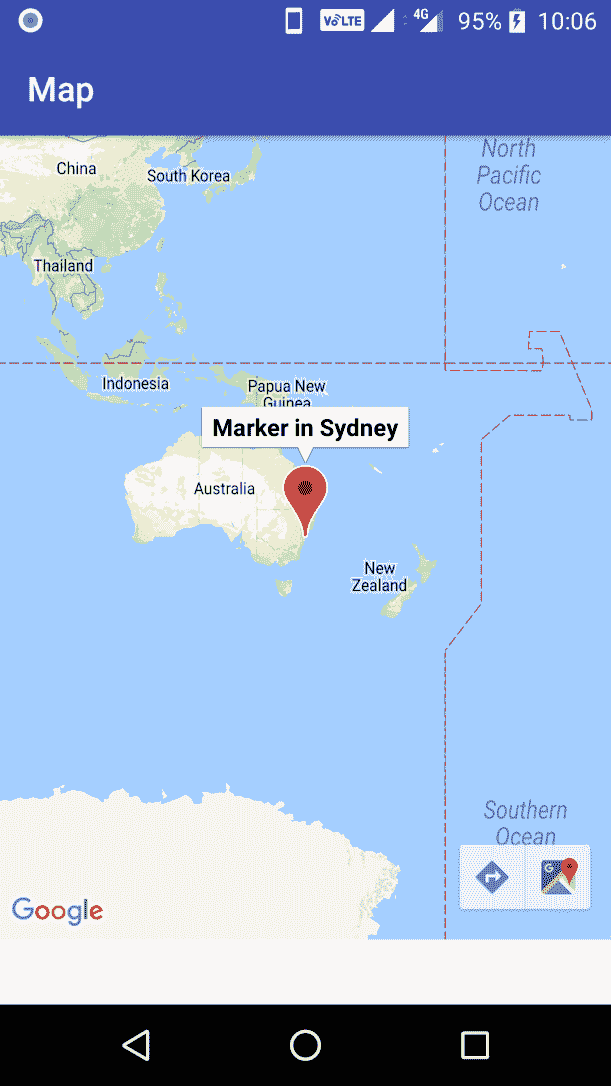 VoLTE 4G 95% 10:06
Map
North
Pacific
Ocean
China
South Korea
Thailand
Indonesia
Papua New
Guinea
Marker in Sydney
Australia
New
Zealand
Southern
Ocean
G
Google